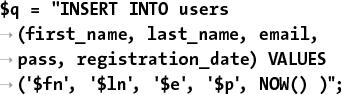 $q = "INSERT INTO users
→ (first_name, last_name, email,
→ pass, registration_date) VALUES
→ ('$fn', '$ln', '$e', '$p', NOW() )";